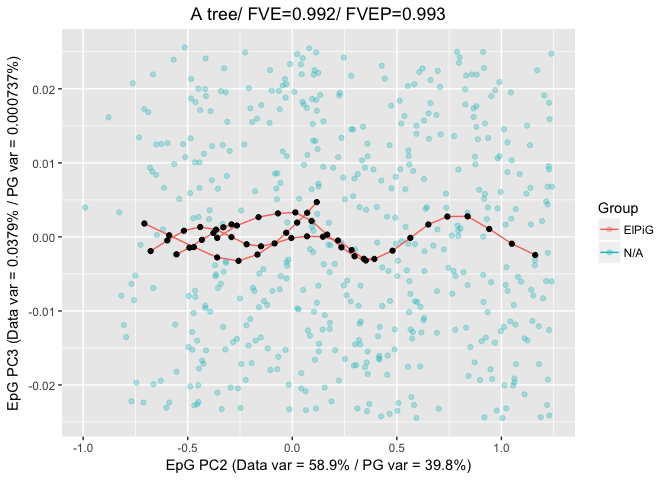 A tree/ FVE=0.992/ FVEP=0.993
EpG PC3 (Data var = 0.0379% / PG var = 0.000737%)
0.02
0.01
0.00
-0.01
-0.02
-1.0 -0.5 0.0 0.5 1.0
EpG PC2 (Data var = 58.9% / PG var = 39.8%)
Group
ElPiG
N/A